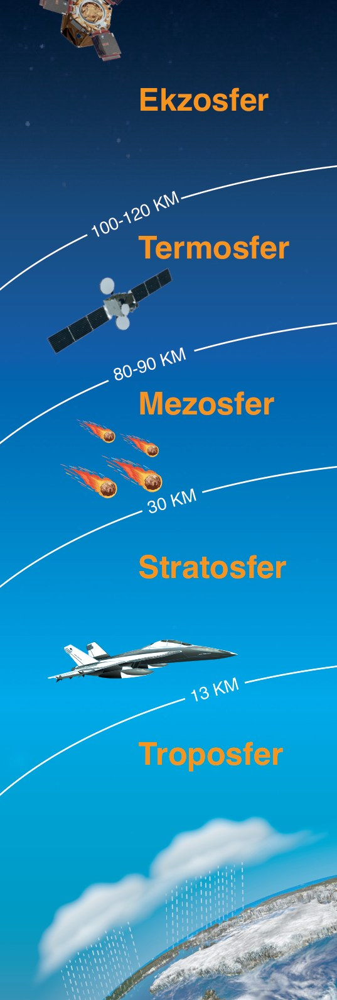 Ekzosfer
100-120 KM
Termosfer
80-90 KM
Mezosfer
30 KM
Stratosfer
13 KM
Troposfer